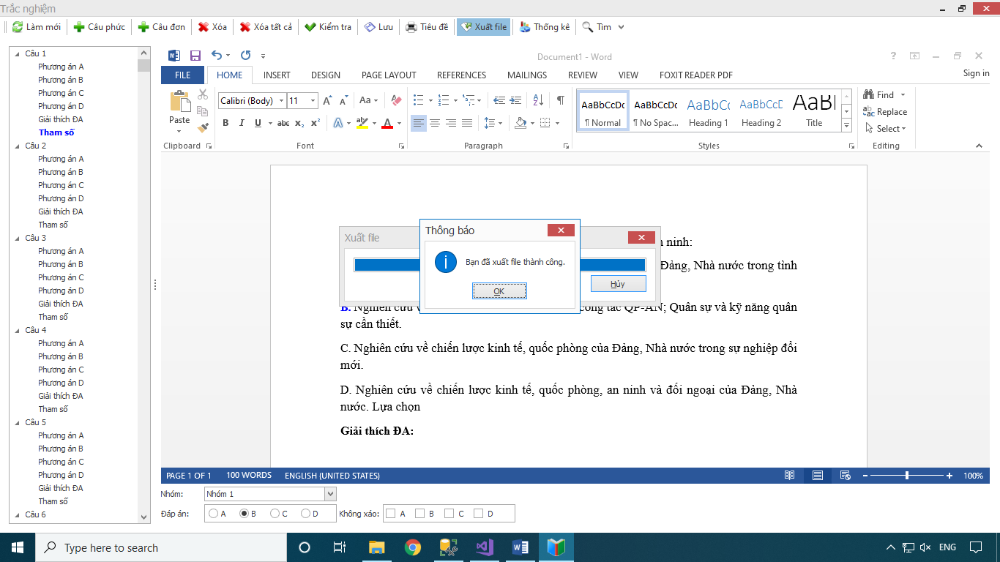 Trắc nghiệm
Làm mới Câu phức Câu đơn Xóa Xóa tất cả Kiểm tra Lưu Tiêu đề Xuất file Thống kê Tìm
Câu 1
Phương án A
Phương án B
Phương án C
Phương án D
Giải thích ĐA
Tham số
Câu 2
Phương án A
Phương án B
Phương án C
Phương án D
Giải thích ĐA
Tham số
Câu 3
Phương án A
Phương án B
Phương án C
Phương án D
Giải thích ĐA
Tham số
Câu 4
Phương án A
Phương án B
Phương án C
Phương án D
Giải thích ĐA
Tham số
Câu 5
Phương án A
Phương án B
Phương án C
Phương án D
Giải thích ĐA
Tham số
Câu 6
Document1 - Word
FILE HOME INSERT DESIGN PAGE LAYOUT REFERENCES MAILINGS REVIEW VIEW FOXIT READER PDF Sign in
Paste
Calibri (Body) 11
B I U abc x₂ x²
AaBbCcDc AaBbCcDc AaBbCc AaBbCcD AaBl
¶ Normal ¶ No Spac... Heading 1 Heading 2 Title
Find
Replace
Select
Clipboard Font Paragraph Styles Editing
ninh:
Đảng, Nhà nước trong tình
B. Nghiên cứu công tác QP-AN; Quân sự và kỹ năng quân
sự cần thiết.
C. Nghiên cứu về chiến lược kinh tế, quốc phòng của Đảng, Nhà nước trong sự nghiệp đổi
mới.
D. Nghiên cứu về chiến lược kinh tế, quốc phòng, an ninh và đối ngoại của Đảng, Nhà
nước. Lựa chọn
Giải thích ĐA:
Xuất file
Hủy
Thông báo
Bạn đã xuất file thành công.
OK
PAGE 1 OF 1 100 WORDS ENGLISH (UNITED STATES) 100%
Nhóm: Nhóm 1
Đáp án: A B C D Không xáo: A B C D
Type here to search
ENG